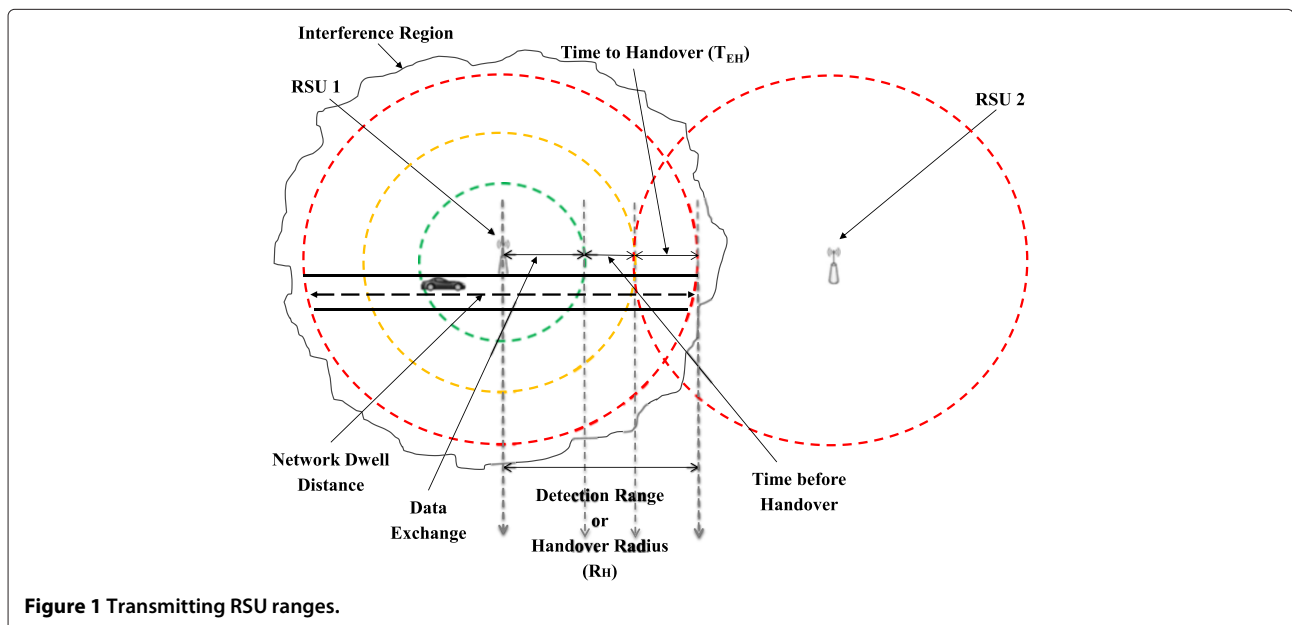 Interference Region
Time to Handover (T_EH)
RSU 1
RSU 2
Network Dwell
Distance
Data
Exchange
Detection Range
or
Handover Radius
(RH)
Time before
Handover
Figure 1 Transmitting RSU ranges.